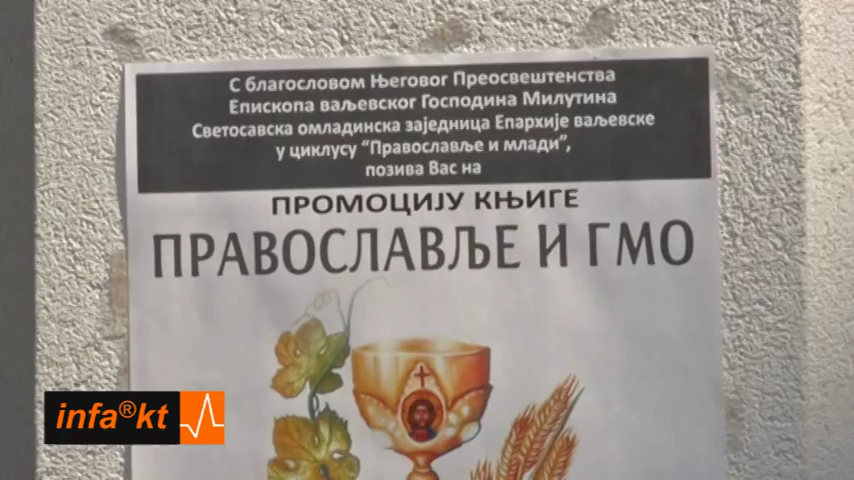 С благословом Његовог Преосвештенства
Епископа ваљевског Господина Милутина
Светосавска омладинска заједница Епархије ваљевске
у циклусу “Православље и млади”,
позива Вас на
ПРОМОЦИЈУ КЊИГЕ
ПРАВОСЛАВЉЕ И ГМО
infa®kt